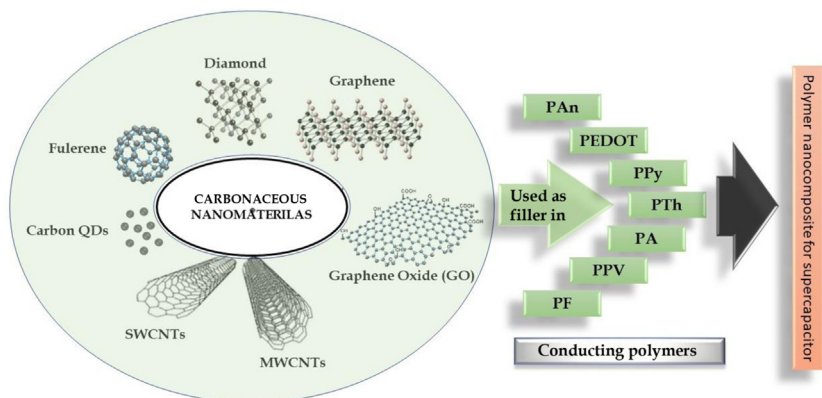 Diamond
Graphene
Fulerene
CARBONACEOUS
NANOMATERILAS
Carbon QDs
Graphene Oxide (GO)
SWCNTs
MWCNTs
Used as
filler in
PAn
PEDOT
PPy
PTh
PA
PPV
PF
Conducting polymers
Polymer nanocomposite for supercapacitor